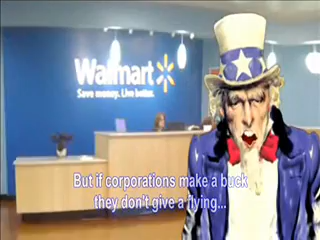 Walmart
Save money. Live better.
But if corporations make a buck
they don't give a flying...